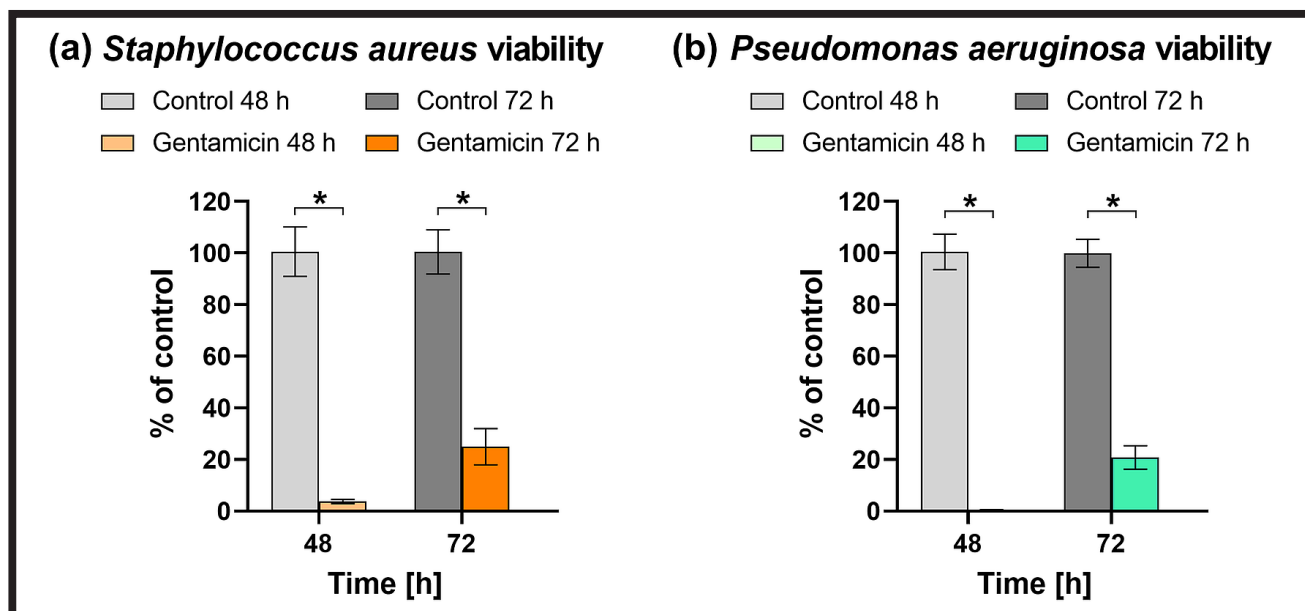 (a) Staphylococcus aureus viability
Control 48 h
Control 72 h
Gentamicin 48 h
Gentamicin 72 h
120
100
80
60
40
20
0
% of control
*
*
48
72
Time [h]
(b) Pseudomonas aeruginosa viability
Control 48 h
Control 72 h
Gentamicin 48 h
Gentamicin 72 h
120
100
80
60
40
20
0
% of control
*
*
48
72
Time [h]